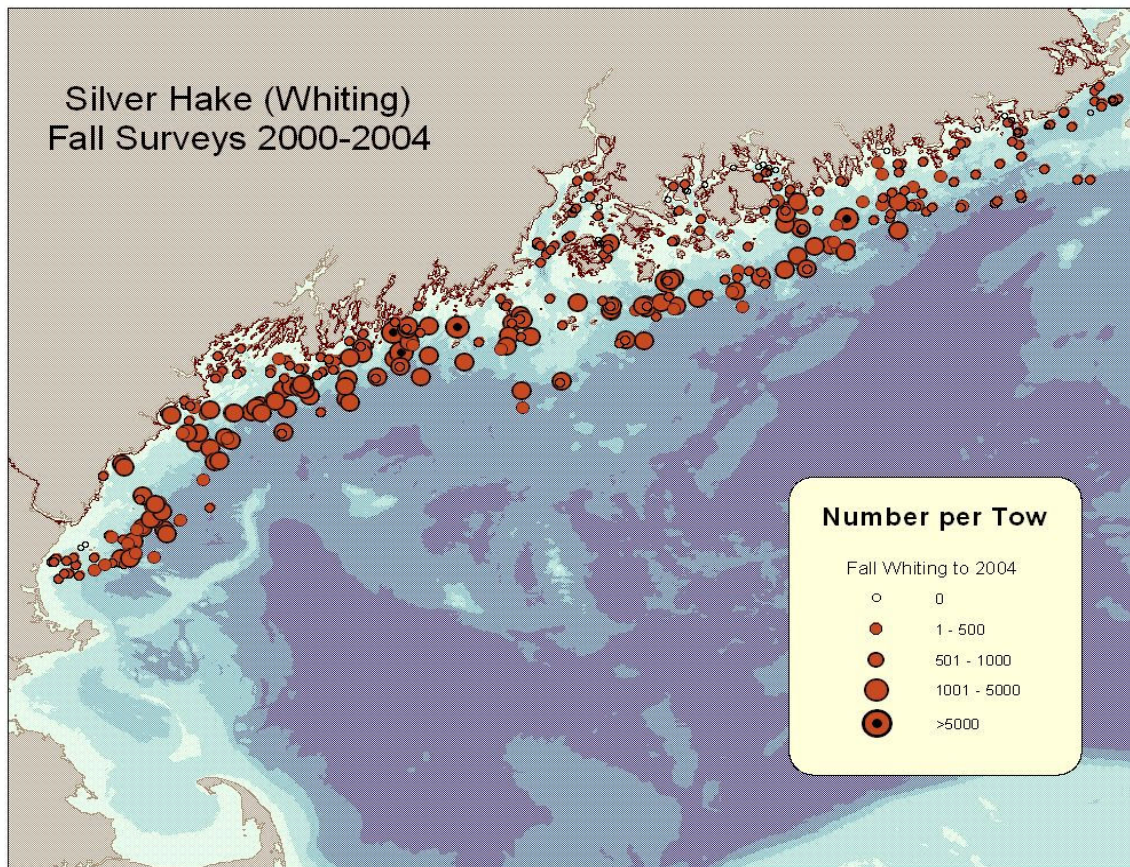 Silver Hake (Whiting)
Fall Surveys 2000-2004
Number per Tow
Fall Whiting to 2004
0
1 - 500
501 - 1000
1001 - 5000
>5000